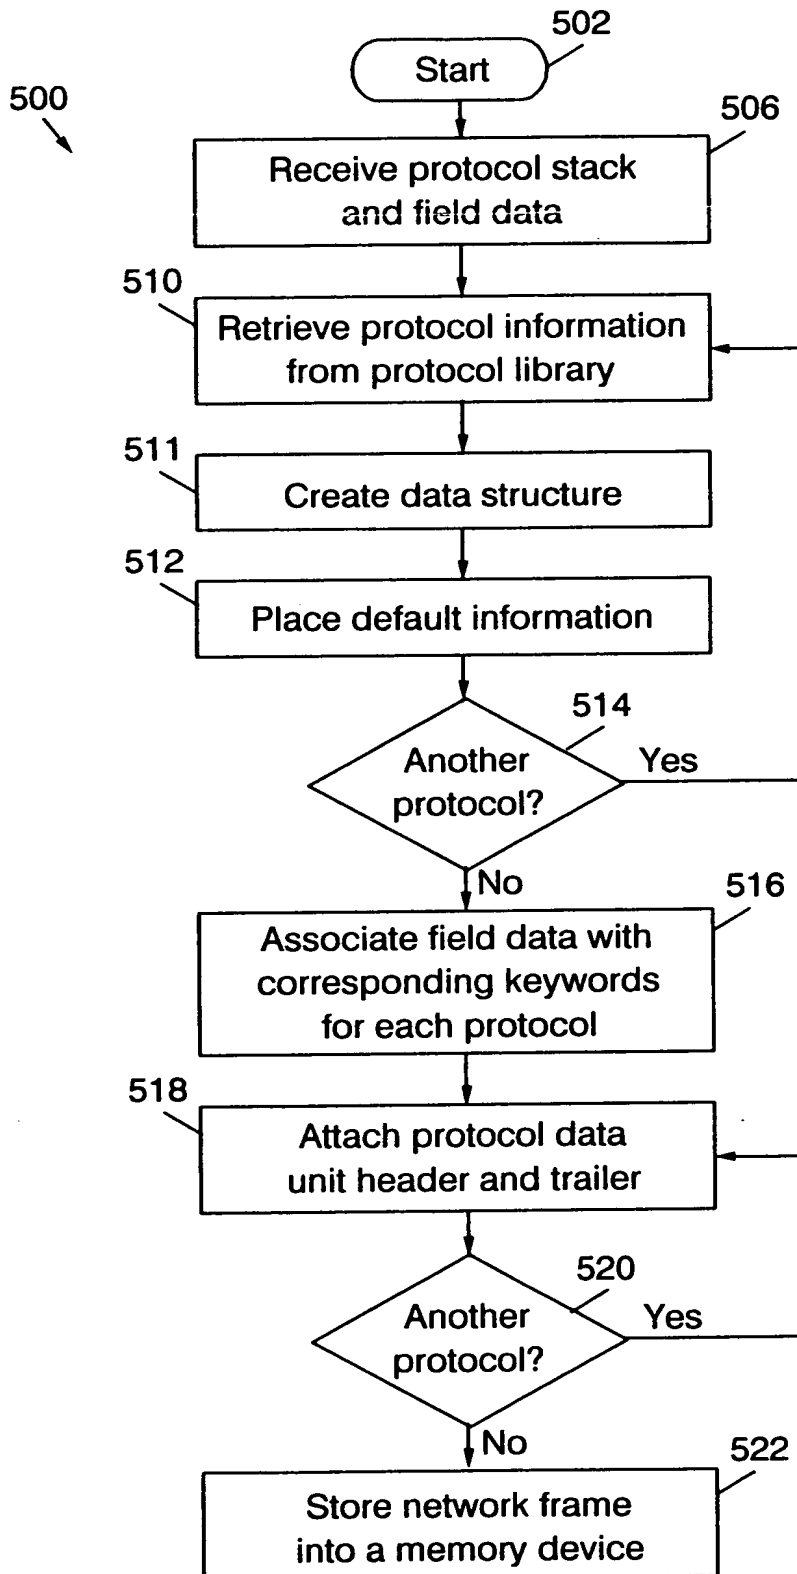 502
Start
500
506
Receive protocol stack
and field data
510
Retrieve protocol information
from protocol library
511
Create data structure
512
Place default information
514
Another
protocol?
Yes
No
516
Associate field data with
corresponding keywords
for each protocol
518
Attach protocol data
unit header and trailer
520
Another
protocol?
Yes
No
522
Store network frame
into a memory device